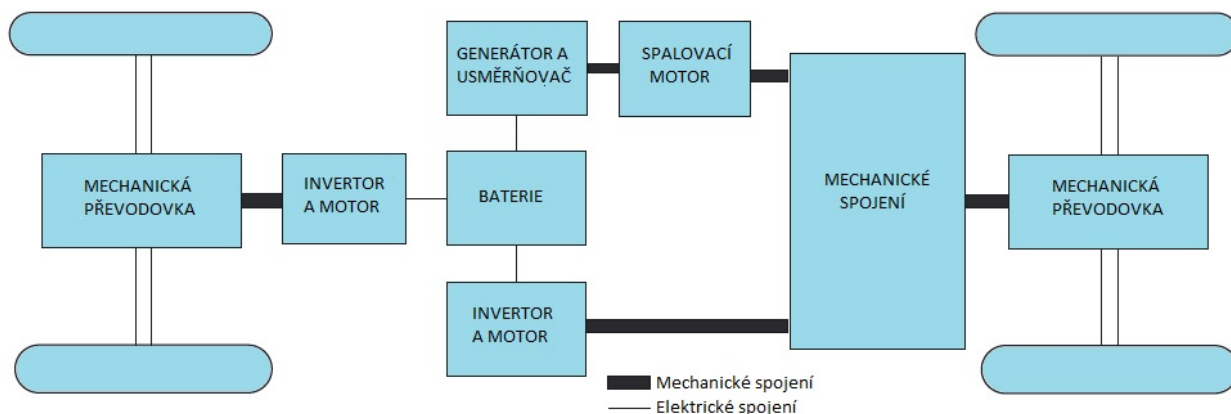 GENERÁTOR A
USMĚRŇOVAČ
SPALOVACÍ
MOTOR
MECHANICKÁ
PŘEVODOVKA
INVERTOR
A MOTOR
BATERIE
MECHANICKÉ
SPOJENÍ
MECHANICKÁ
PŘEVODOVKA
INVERTOR
A MOTOR
Mechanické spojení
Elektrické spojení